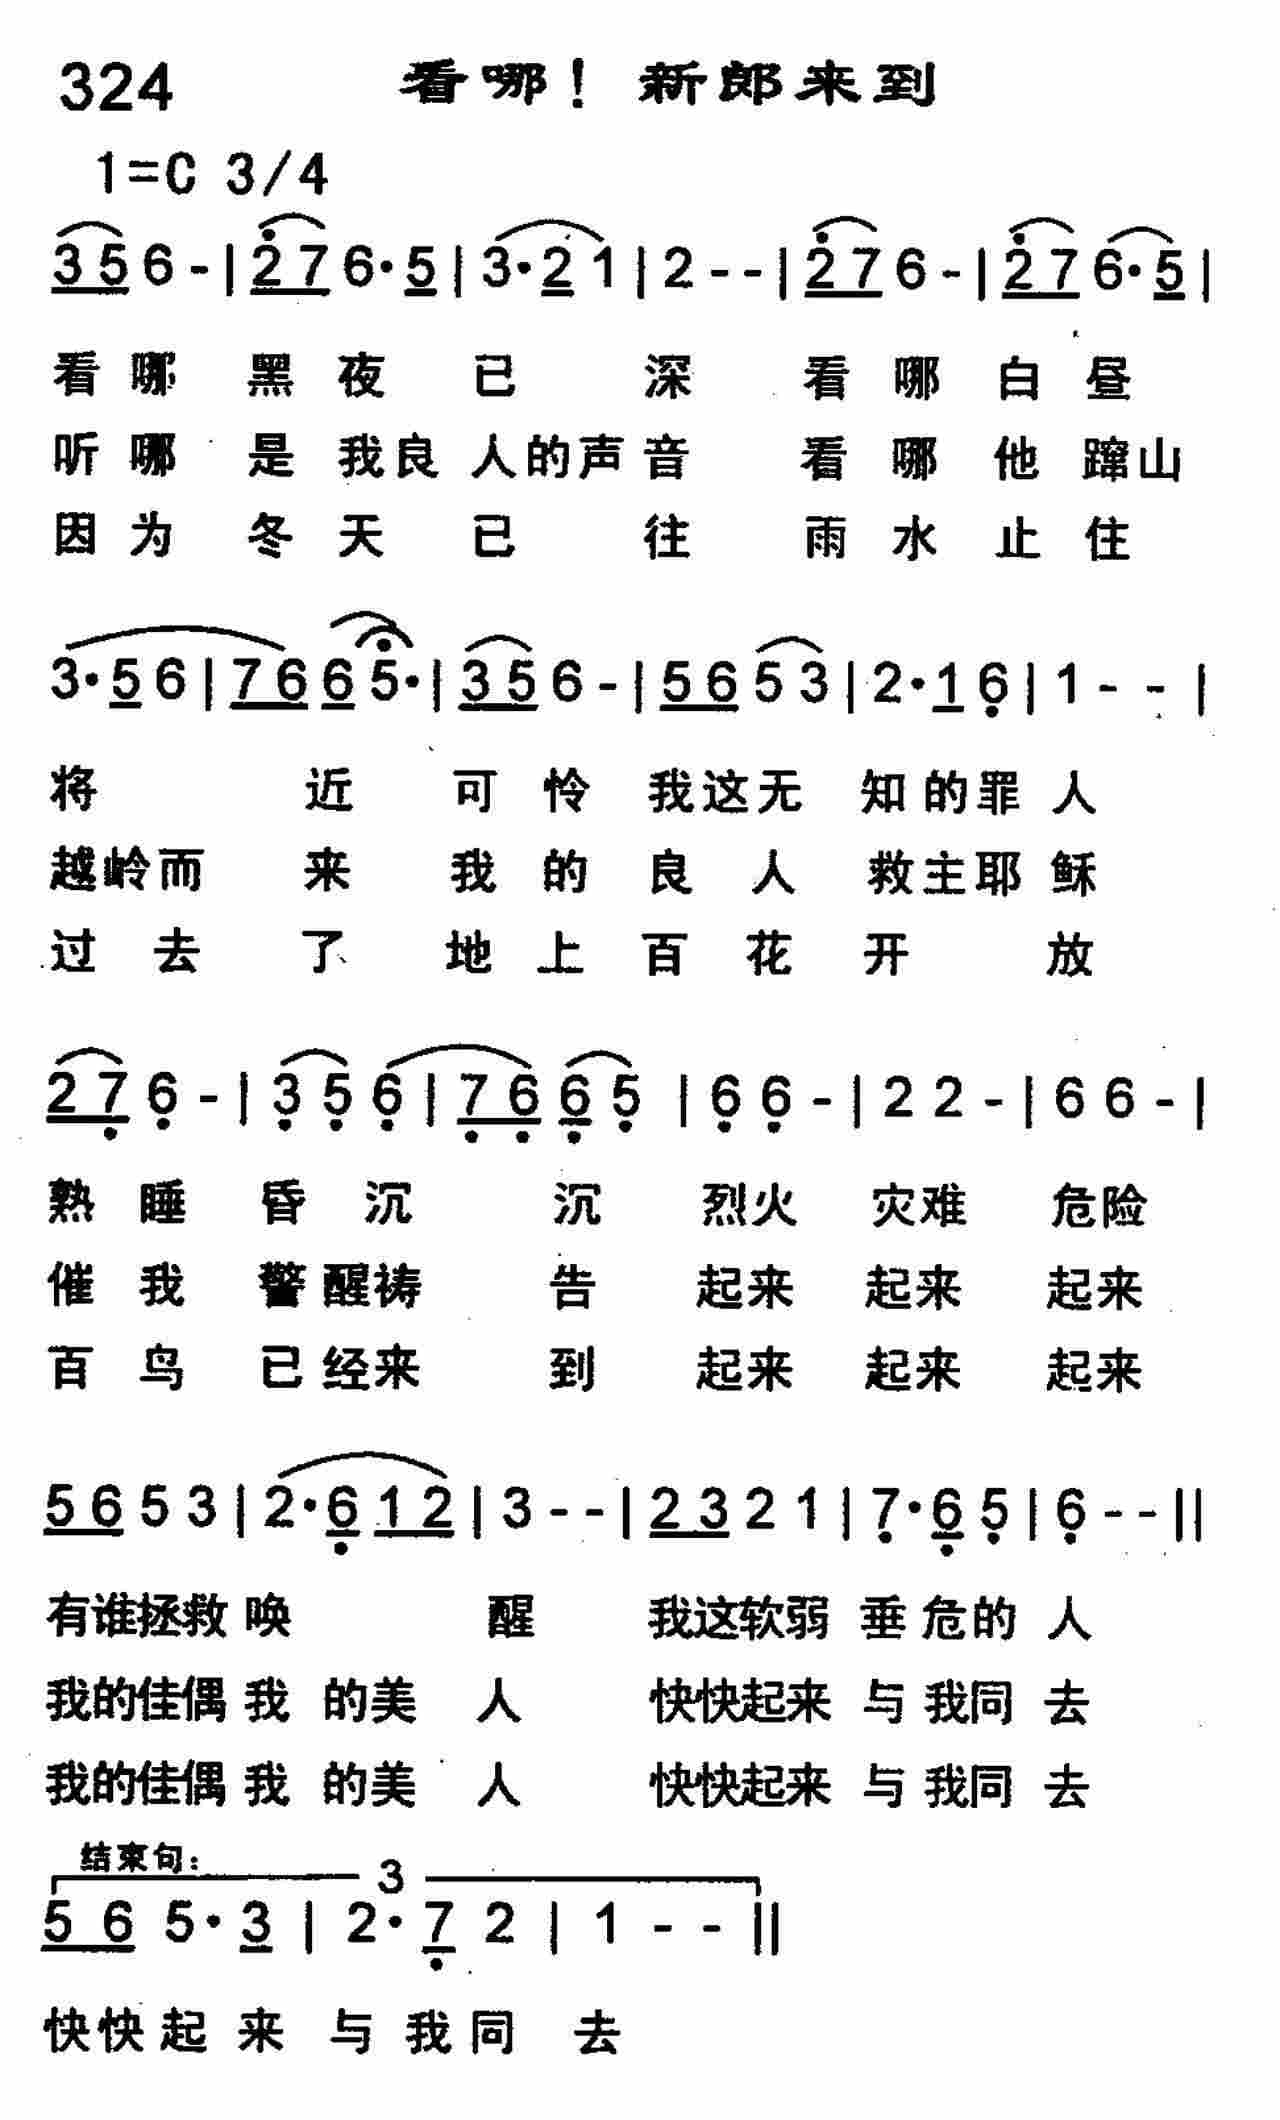 324 看哪！新郎来到
1=C 3/4
3 5 6 - | 2̇ 7 6· 5 | 3· 2 1 | 2 - - | 2̇ 7 6 - | 2̇ 7 6· 5 |
看 哪 黑 夜 已 深 看 哪 白 昼
听 哪 是 我良 人的声 音 看 哪 他 蹿山
因 为 冬 天 已 往 雨 水 止 住
3· 5 6 | 7 6 6 5· | 3 5 6 - | 5 6 5 3 | 2· 1 6̣ | 1 - - |
将 近 可 怜 我这无 知的罪 人
越岭而 来 我 的 良 人 救主耶 稣
过 去 了 地 上 百 花 开 放
2 7̣ 6̣ - | 3̣ 5̣ 6̣ | 7̣ 6̣ 6̣ 5̣ | 6̣ 6̣ - | 2 2 - | 6 6 - |
熟 睡 昏 沉 沉 烈火 灾难 危险
催 我 警醒祷 告 起来 起来 起来
百 鸟 已经来 到 起来 起来 起来
5 6 5 3 | 2· 6̣ 1 2 | 3 - - | 2 3 2 1 | 7̣· 6̣ 5̣ | 6̣ - - ||
有谁拯救 唤 醒 我这软弱 垂危的 人
我的佳偶 我 的美 人 快快起来 与 我同 去
我的佳偶 我 的美 人 快快起来 与 我同 去
结束句： 3
5 6 5· 3 | 2· 7̣ 2 | 1 - - ||
快快 起 来 与 我 同 去